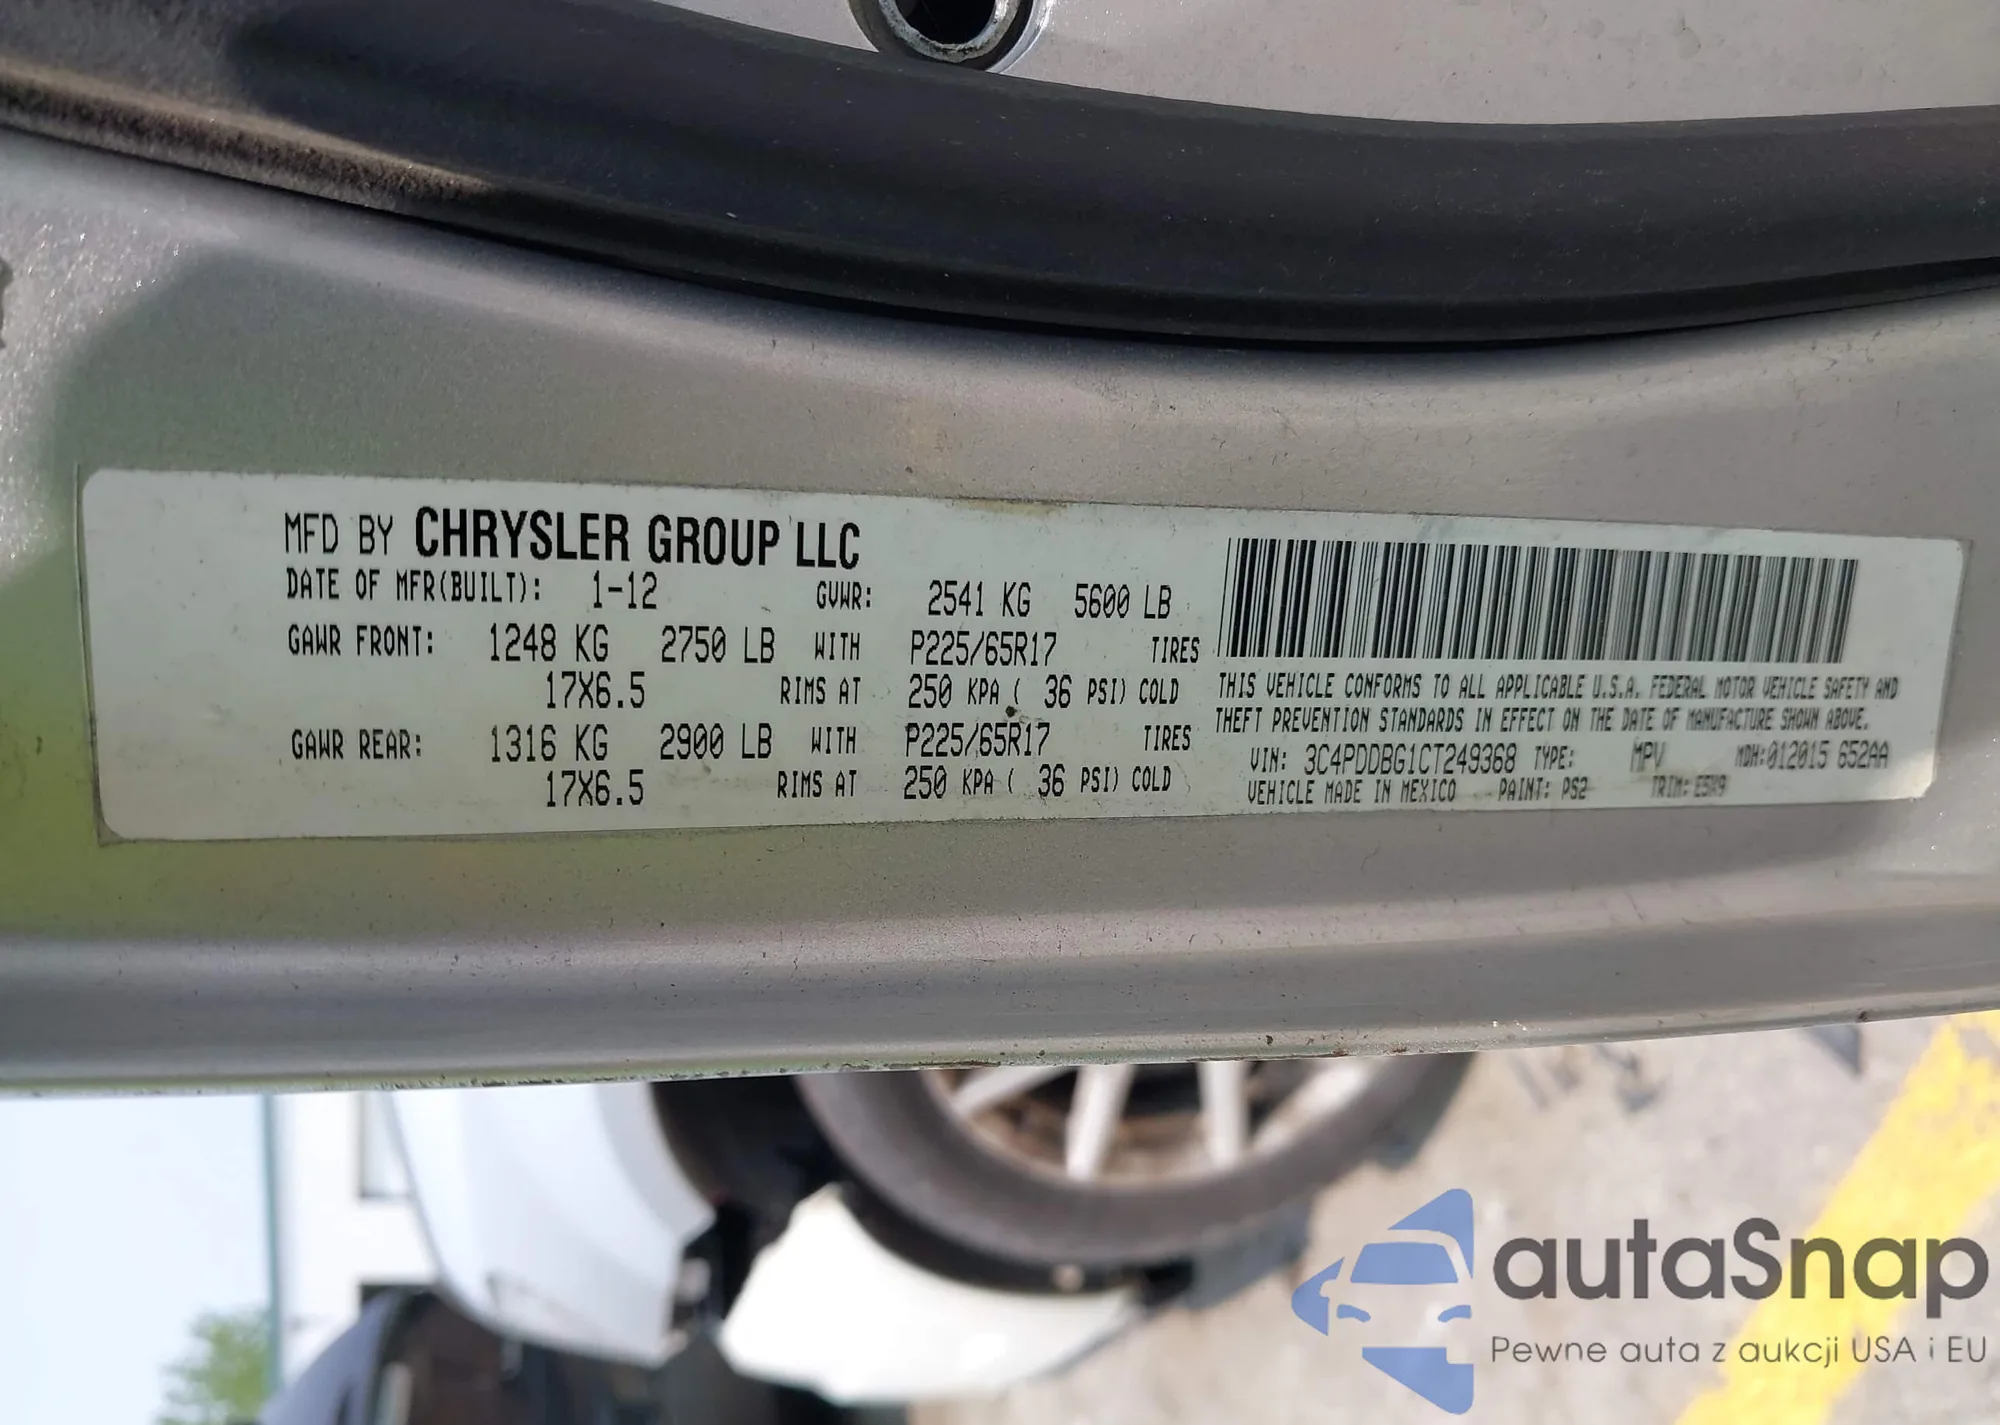 MFD BY CHRYSLER GROUP LLC
DATE OF MFR(BUILT): 1-12 GVWR: 2541 KG 5600 LB
GAWR FRONT: 1248 KG 2750 LB WITH P225/65R17 TIRES
17X6.5 RIMS AT 250 KPA ( 36 PSI) COLD
GAWR REAR: 1316 KG 2900 LB WITH P225/65R17 TIRES
17X6.5 RIMS AT 250 KPA ( 36 PSI) COLD
THIS VEHICLE CONFORMS TO ALL APPLICABLE U.S.A. FEDERAL MOTOR VEHICLE SAFETY AND
THEFT PREVENTION STANDARDS IN EFFECT ON THE DATE OF MANUFACTURE SHOWN ABOVE.
VIN: 3C4PDDBG1CT249368 TYPE: MPV MDH:012015 652AA
VEHICLE MADE IN MEXICO PAINT: PS2 TRIM: E5X9
autaSnap
Pewne auta z aukcji USA i EU